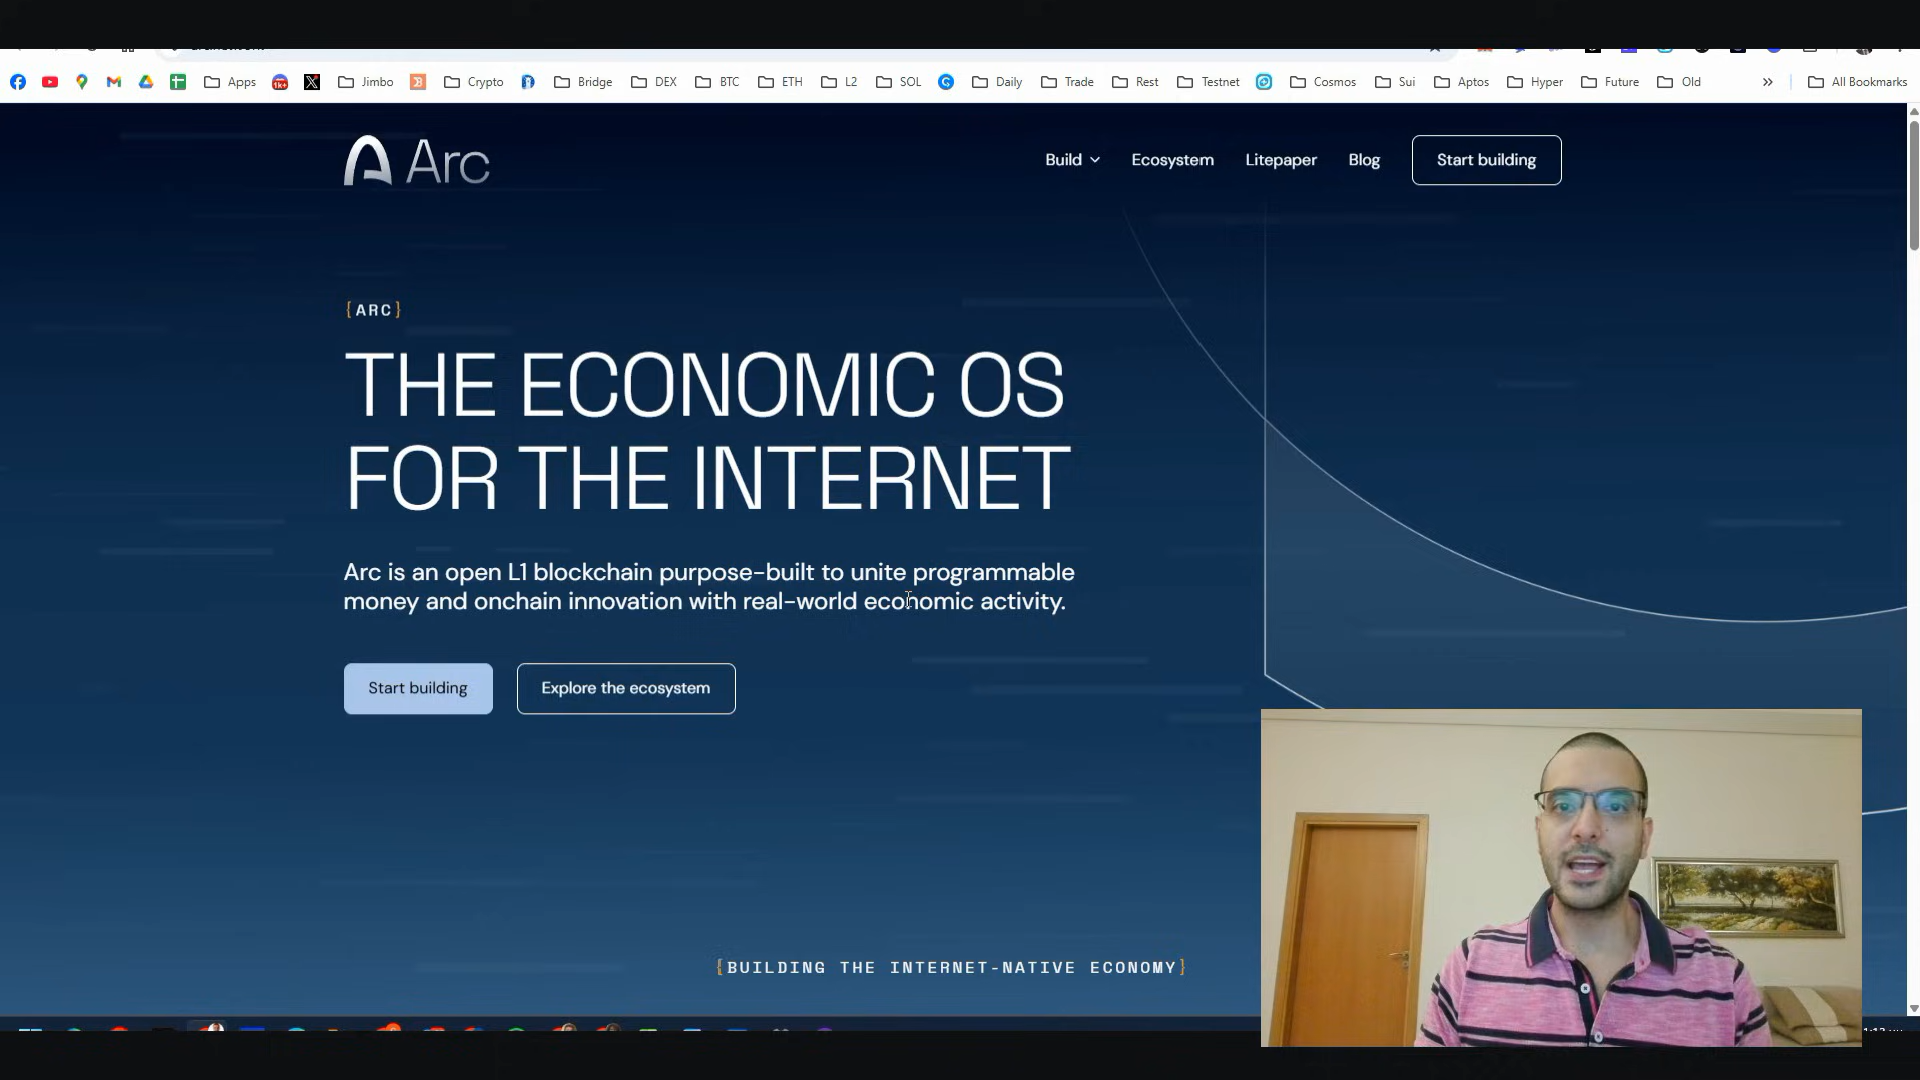 Apps
1k+
Jimbo
Crypto
Bridge
DEX
BTC
ETH
L2
SOL
Daily
Trade
Rest
Testnet
Cosmos
Sui
Aptos
Hyper
Future
Old
»
All Bookmarks
Arc
Build
Ecosystem
Litepaper
Blog
Start building
{ARC}
THE ECONOMIC OS
FOR THE INTERNET
Arc is an open L1 blockchain purpose-built to unite programmable
money and onchain innovation with real-world economic activity.
Start building
Explore the ecosystem
{BUILDING THE INTERNET-NATIVE ECONOMY}